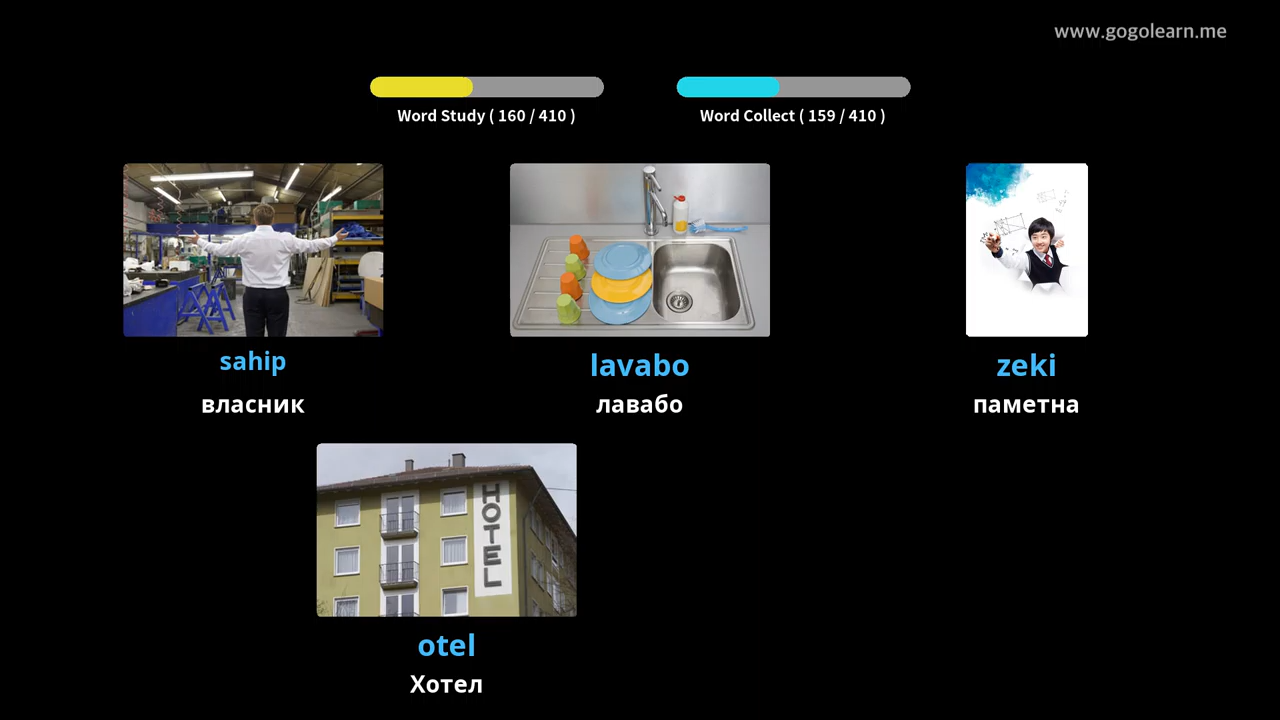 www.gogolearn.me
Word Study ( 160 / 410 )
Word Collect ( 159 / 410 )
sahip
власник
lavabo
лавабо
zeki
паметна
HOTEL
otel
Хотел